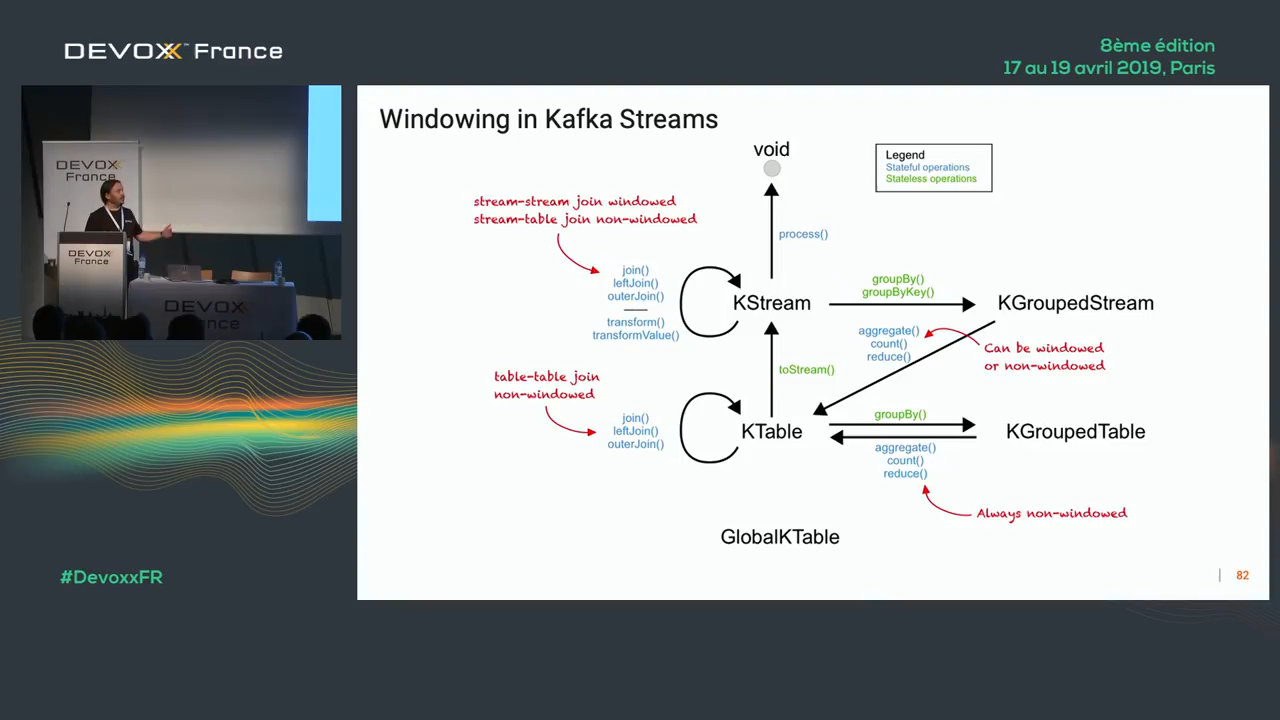 DEVOXX™ France
8ème édition
17 au 19 avril 2019, Paris
DEVOXX
France
DEVOXX
France
DEVOXX
France
#DevoxxFR
Windowing in Kafka Streams
void
Legend
Stateful operations
Stateless operations
stream-stream join windowed
stream-table join non-windowed
process()
join()
leftJoin()
outerJoin()
transform()
transformValue()
KStream
groupBy()
groupByKey()
KGroupedStream
aggregate()
count()
reduce()
Can be windowed
or non-windowed
toStream()
table-table join
non-windowed
join()
leftJoin()
outerJoin()
KTable
groupBy()
KGroupedTable
aggregate()
count()
reduce()
Always non-windowed
GlobalKTable
82